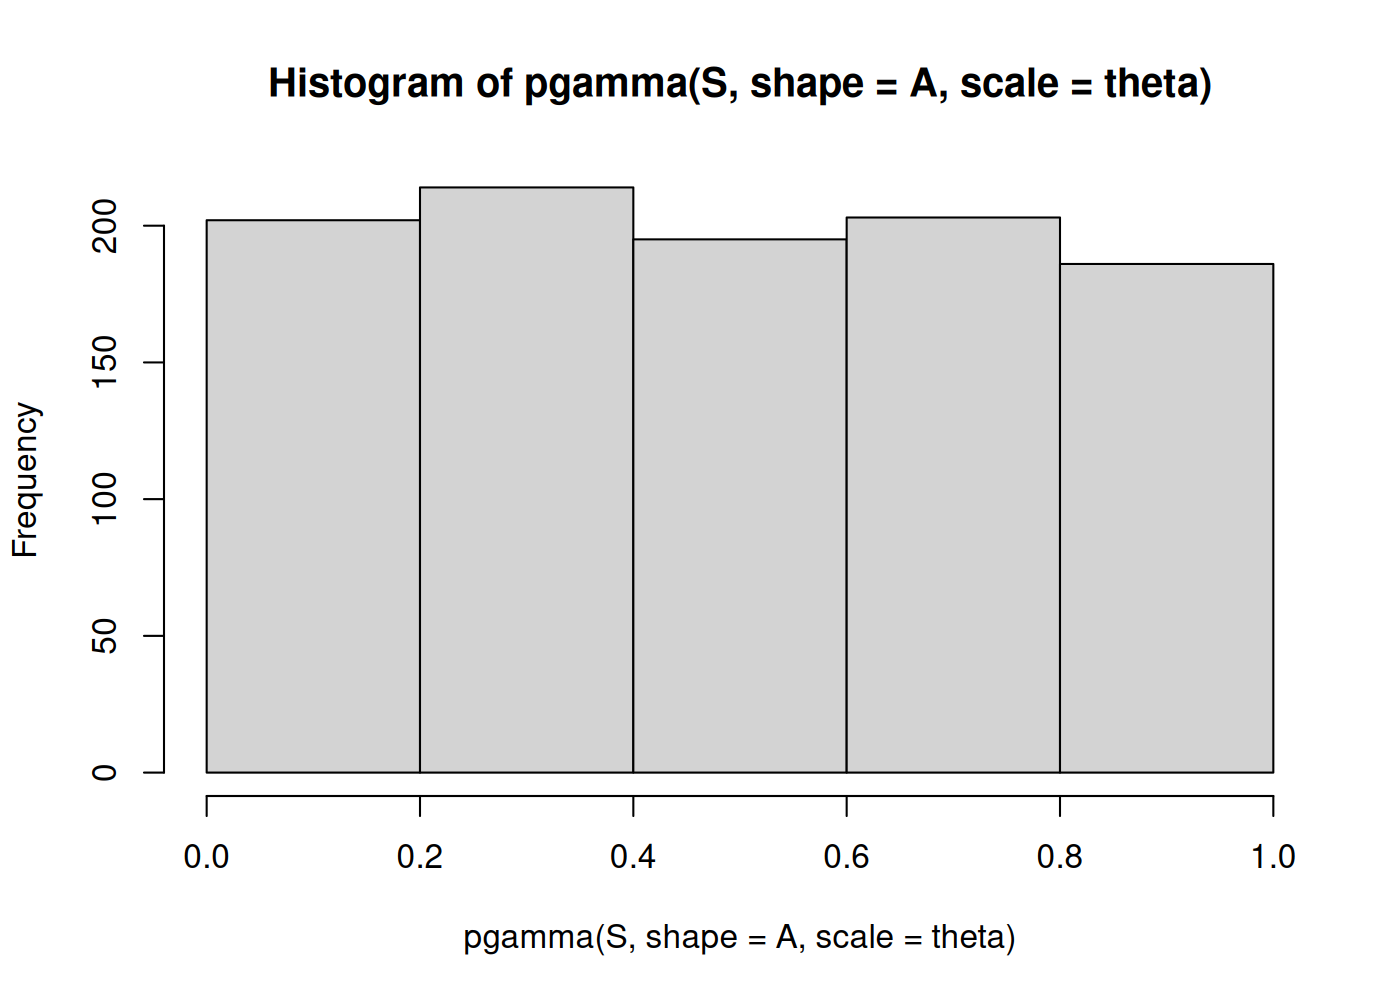 Histogram of pgamma(S, shape = A, scale = theta)
Frequency
200
150
100
50
0
0.0 0.2 0.4 0.6 0.8 1.0
pgamma(S, shape = A, scale = theta)